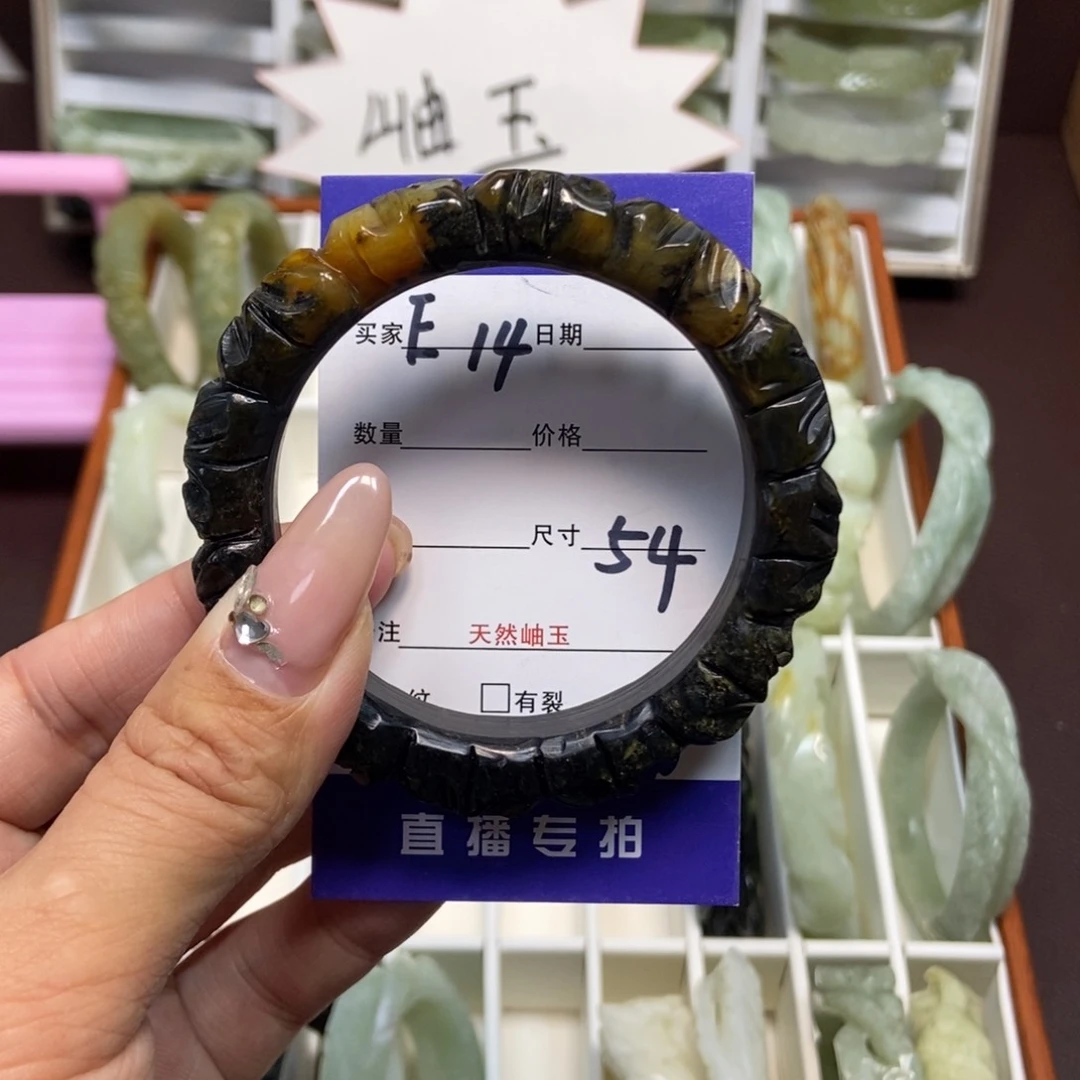 岫玉
买家 E 14 日期
数量 价格
尺寸 54
注 天然岫玉
纹 □有裂
直播专拍